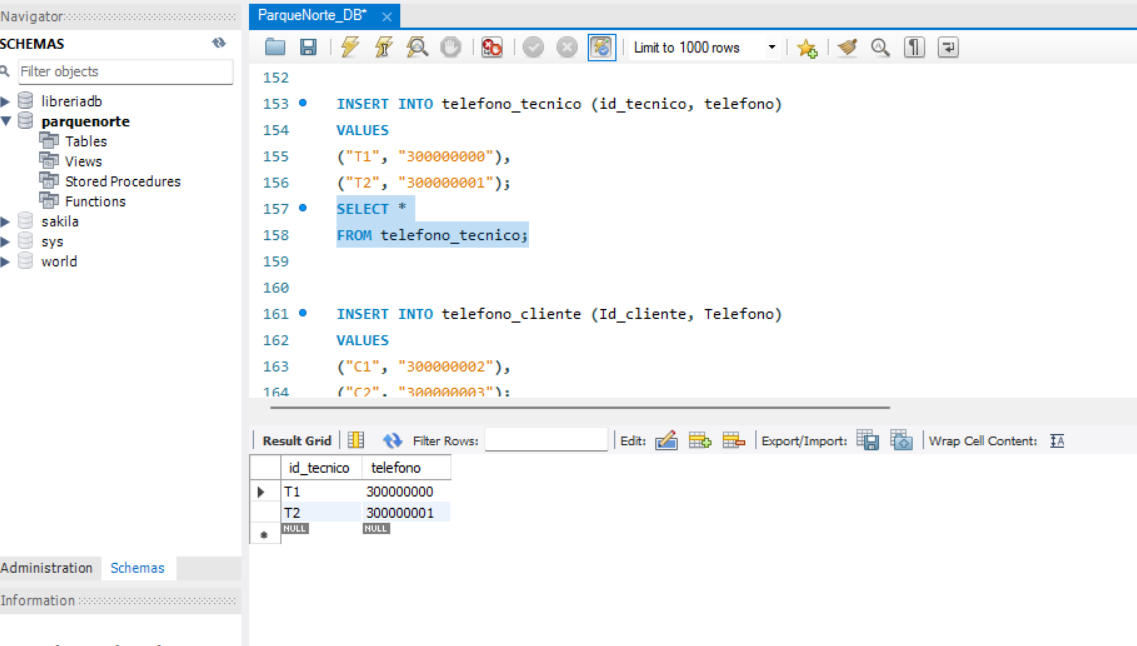 Navigator
ParqueNorte_DB*
SCHEMAS
Limit to 1000 rows
Filter objects
libreriadb
parquenorte
Tables
Views
Stored Procedures
Functions
sakila
sys
world
152
153 INSERT INTO telefono_tecnico (id_tecnico, telefono)
154 VALUES
155 ("T1", "300000000"),
156 ("T2", "300000001");
157 SELECT *
158 FROM telefono_tecnico;
159
160
161 INSERT INTO telefono_cliente (Id_cliente, Telefono)
162 VALUES
163 ("C1", "300000002"),
164 ("C2", "300000003");
Result Grid Filter Rows: Edit: Export/Import: Wrap Cell Content:
id_tecnico telefono
T1 300000000
T2 300000001
NULL NULL
Administration Schemas
Information